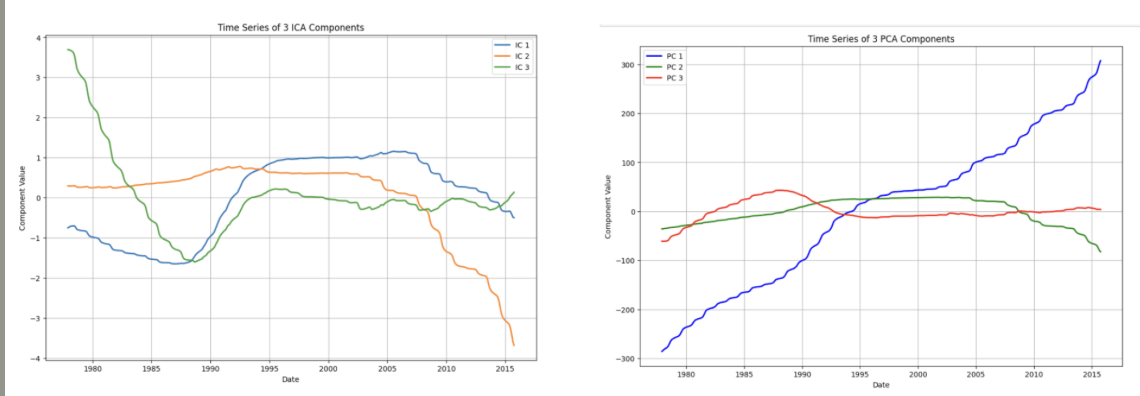 Time Series of 3 ICA Components
IC 1
IC 2
IC 3
4
3
2
1
0
−1
−2
−3
−4
Component Value
1980 1985 1990 1995 2000 2005 2010 2015
Date
Time Series of 3 PCA Components
PC 1
PC 2
PC 3
300
200
100
0
−100
−200
−300
Component Value
1980 1985 1990 1995 2000 2005 2010 2015
Date